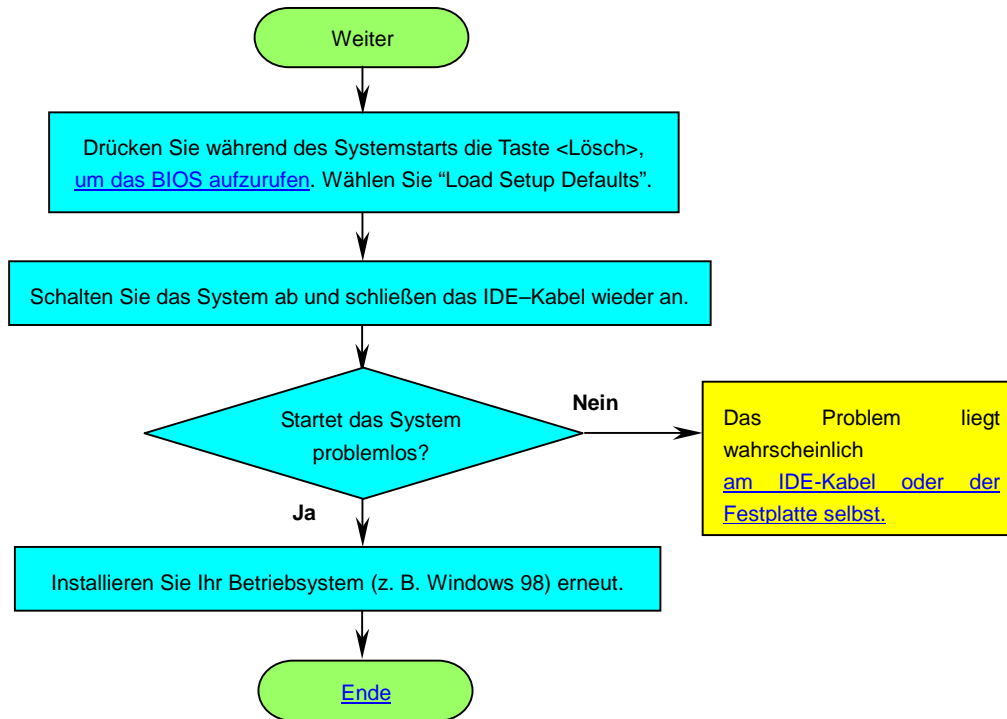 Weiter
Drücken Sie während des Systemstarts die Taste <Lösch>,
um das BIOS aufzurufen. Wählen Sie “Load Setup Defaults”.
Schalten Sie das System ab und schließen das IDE–Kabel wieder an.
Startet das System
problemlos?
Nein
Das Problem liegt
wahrscheinlich
am IDE-Kabel oder der
Festplatte selbst.
Ja
Installieren Sie Ihr Betriebsystem (z. B. Windows 98) erneut.
Ende